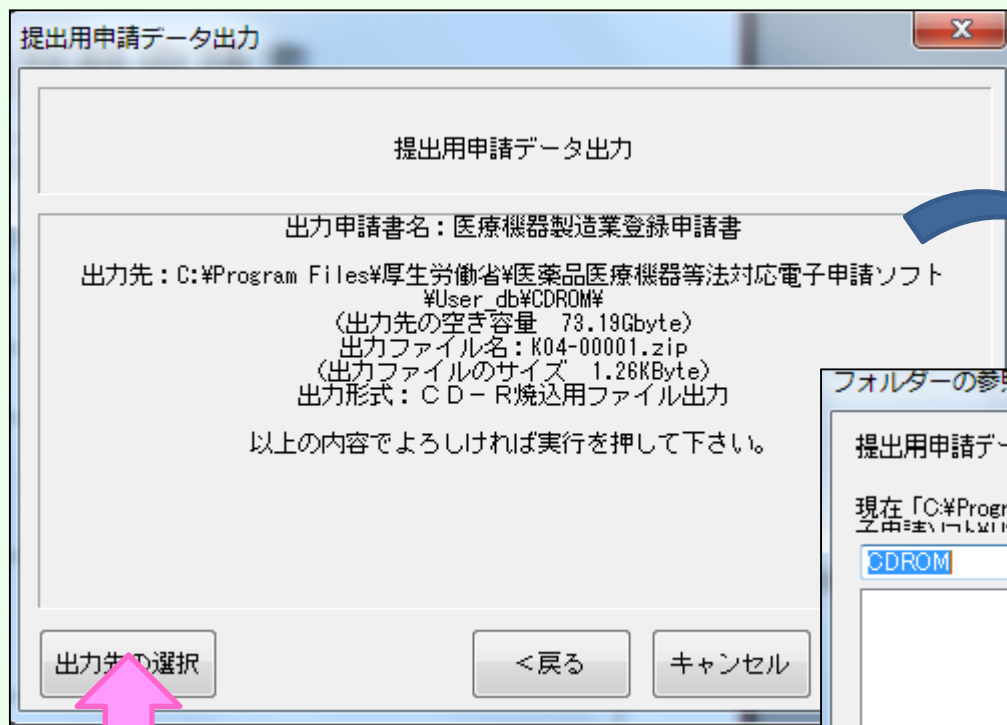 提出用申請データ出力
提出用申請データ出力
出力申請書名：医療機器製造業登録申請書
出力先：C:¥Program Files¥厚生労働省¥医薬品医療機器等法対応電子申請ソフト
¥User_db¥CDROM¥
（出力先の空き容量　73.19Gbyte）
出力ファイル名：K04-00001.zip
（出力ファイルのサイズ　1.26KByte）
出力形式：ＣＤ－Ｒ焼込用ファイル出力
以上の内容でよろしければ実行を押して下さい。
出力先の選択
＜戻る
キャンセル
フォルダーの参照
提出用申請デー
現在「C:¥Progr
CDROM